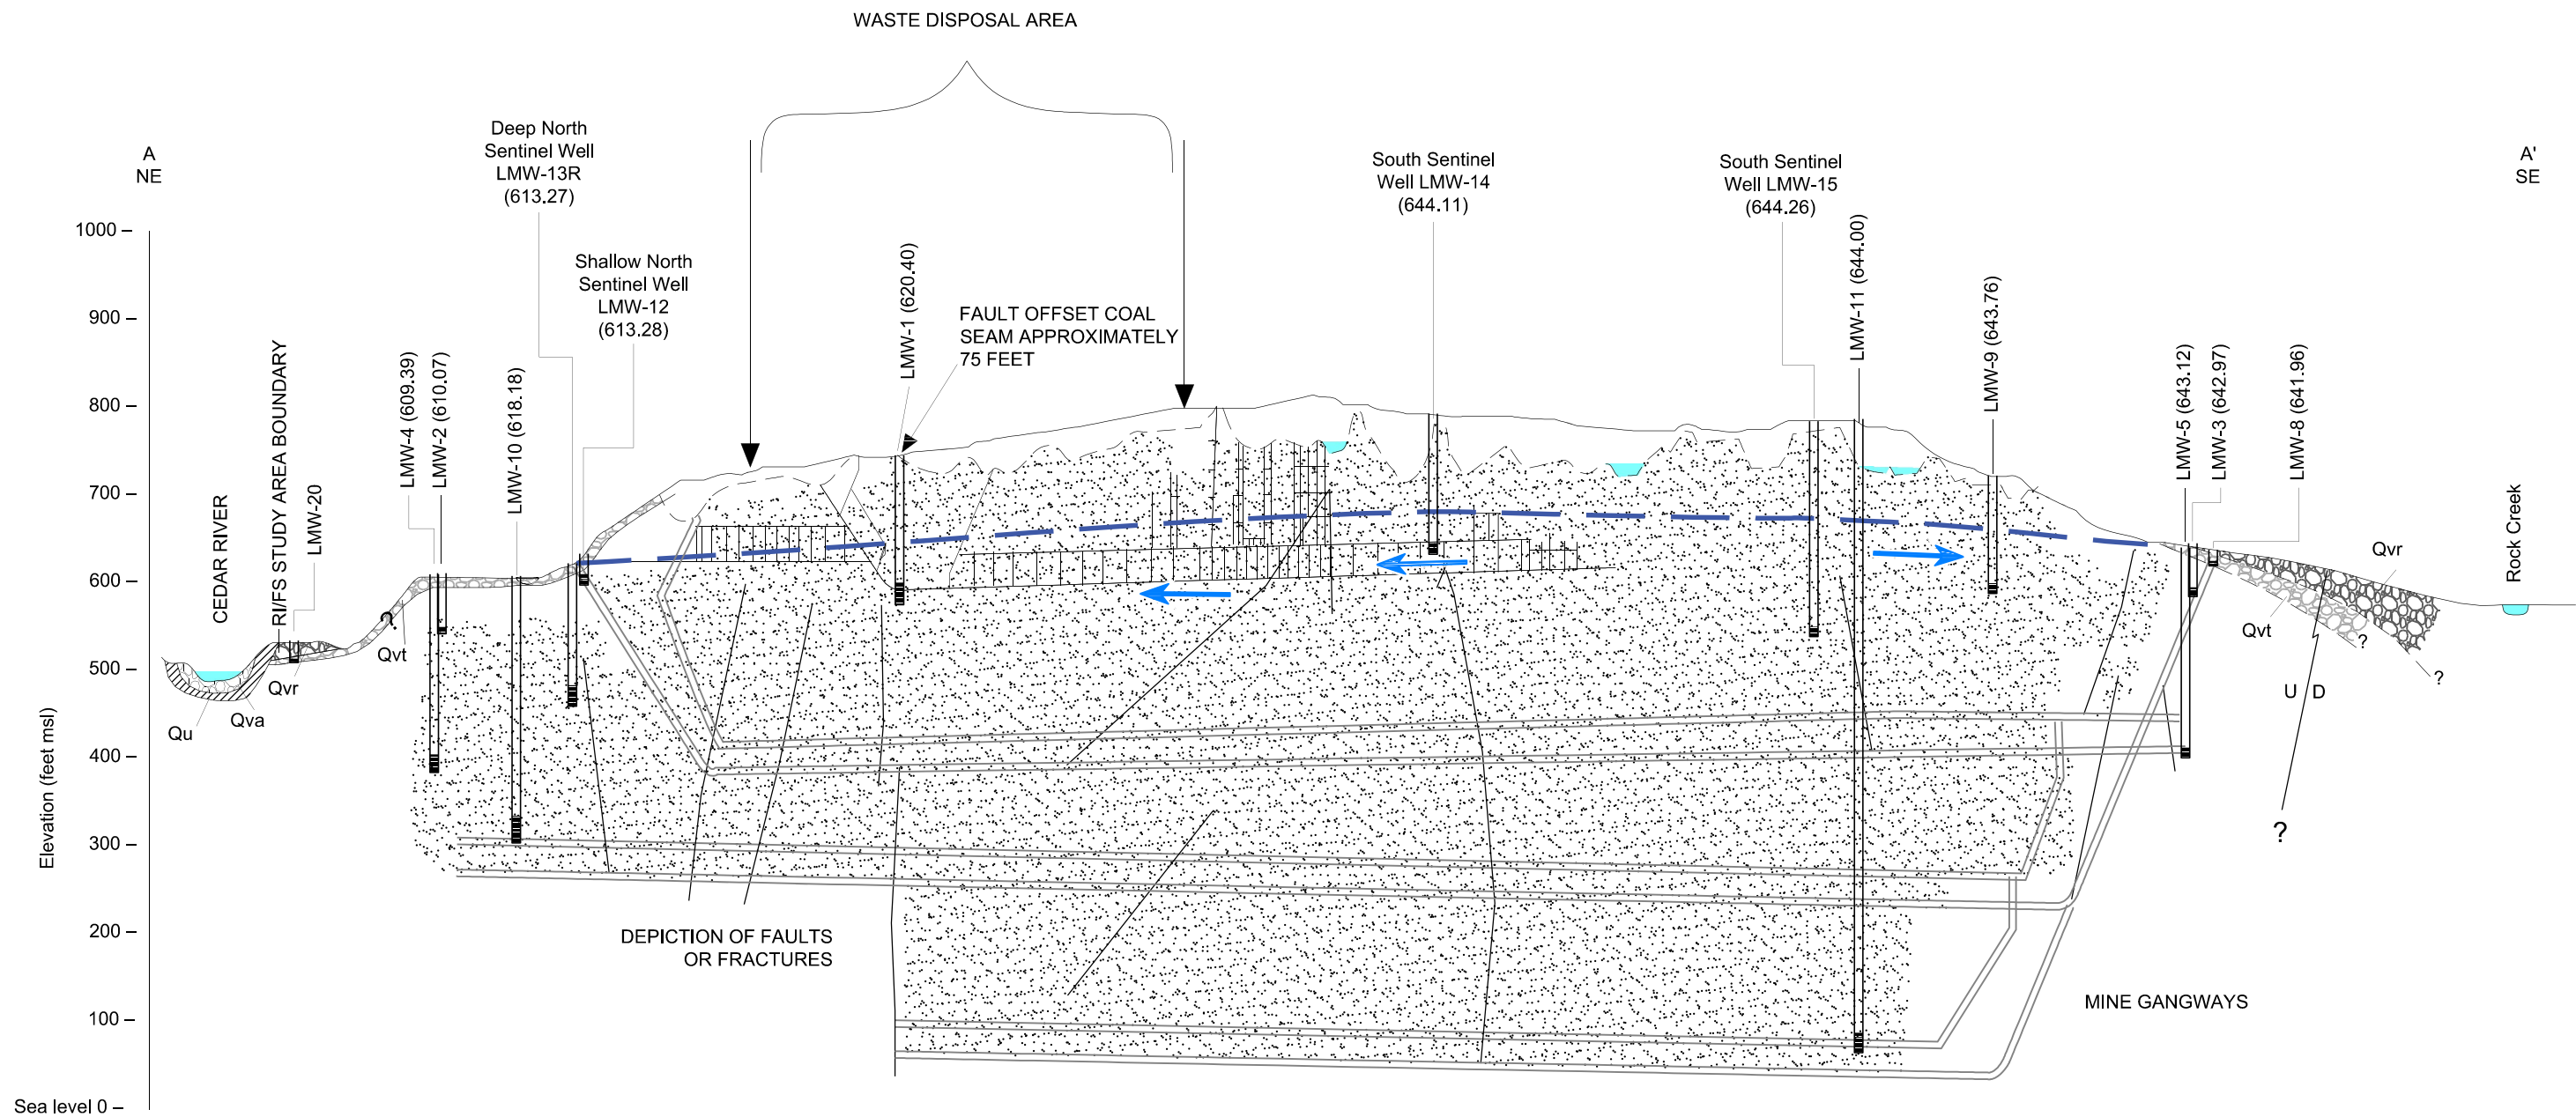 WASTE DISPOSAL AREA
A
NE
Deep North
Sentinel Well
LMW-13R
(613.27)
South Sentinel
Well LMW-14
(644.11)
South Sentinel
Well LMW-15
(644.26)
A'
SE
1000
900
800
700
600
500
400
300
200
100
Sea level 0
Elevation (feet msl)
Shallow North
Sentinel Well
LMW-12
(613.28)
FAULT OFFSET COAL
SEAM APPROXIMATELY
75 FEET
CEDAR RIVER
RI/FS STUDY AREA BOUNDARY
LMW-20
LMW-4 (609.39)
LMW-2 (610.07)
LMW-10 (618.18)
LMW-1 (620.40)
LMW-11 (644.00)
LMW-9 (643.76)
LMW-5 (643.12)
LMW-3 (642.97)
LMW-8 (641.96)
Rock Creek
?
Qvt
Qvr
Qva
Qu
Qvr
Qvt
?
?
U D
?
DEPICTION OF FAULTS
OR FRACTURES
MINE GANGWAYS